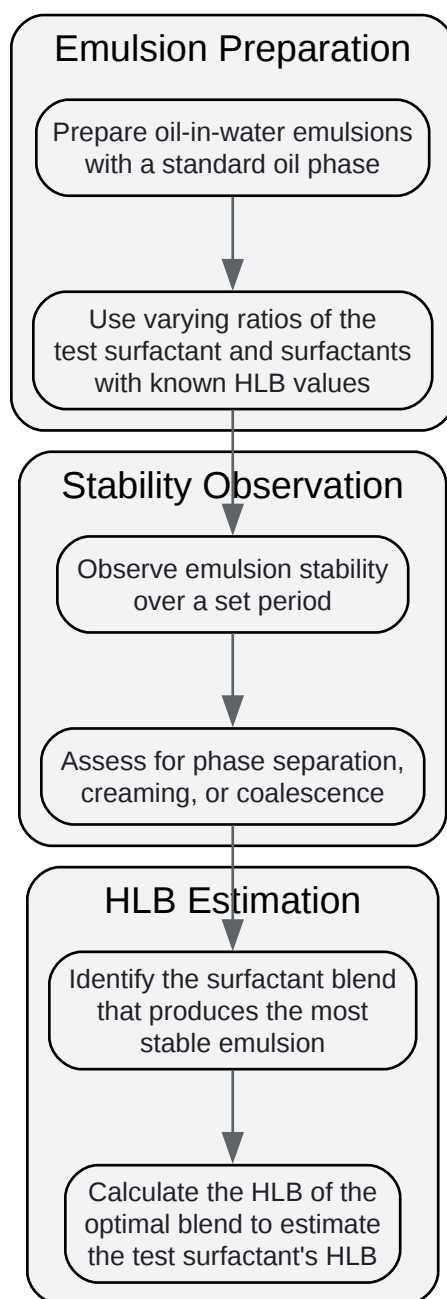 Emulsion Preparation
Prepare oil-in-water emulsions
with a standard oil phase
Use varying ratios of the
test surfactant and surfactants
with known HLB values
Stability Observation
Observe emulsion stability
over a set period
Assess for phase separation,
creaming, or coalescence
HLB Estimation
Identify the surfactant blend
that produces the most
stable emulsion
Calculate the HLB of the
optimal blend to estimate
the test surfactant's HLB